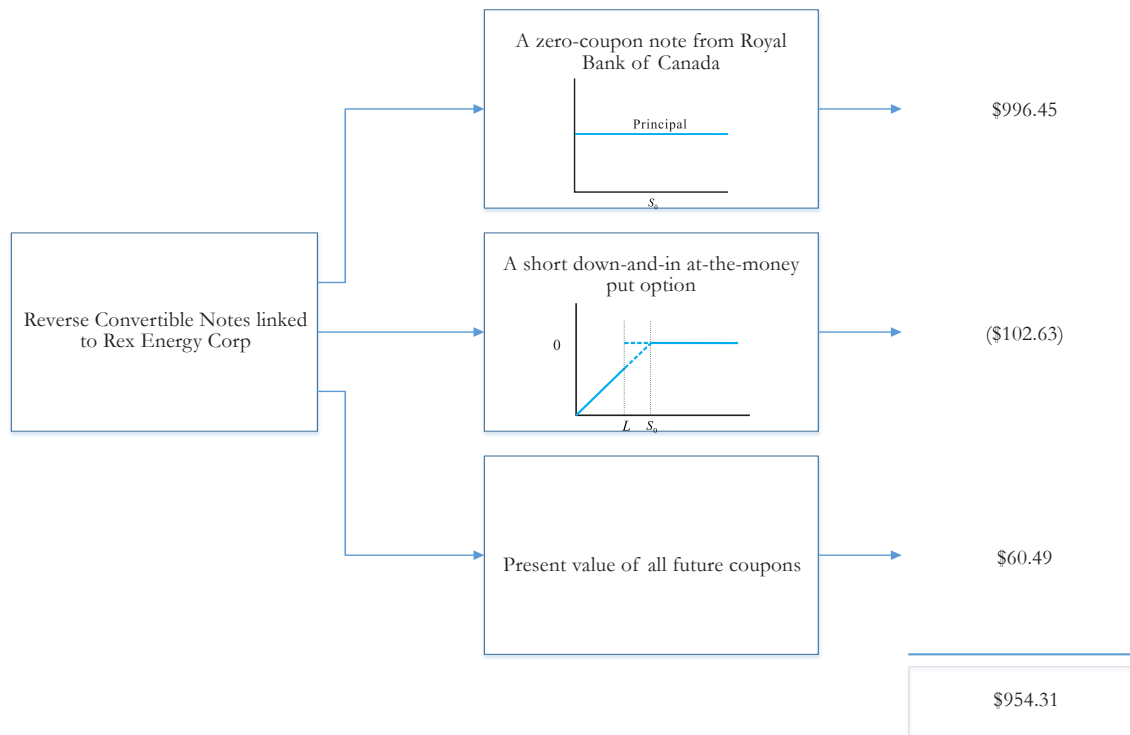 A zero-coupon note from Royal
Bank of Canada
Principal
S₀
$996.45
Reverse Convertible Notes linked
to Rex Energy Corp
A short down-and-in at-the-money
put option
0
L S₀
($102.63)
Present value of all future coupons
$60.49
$954.31